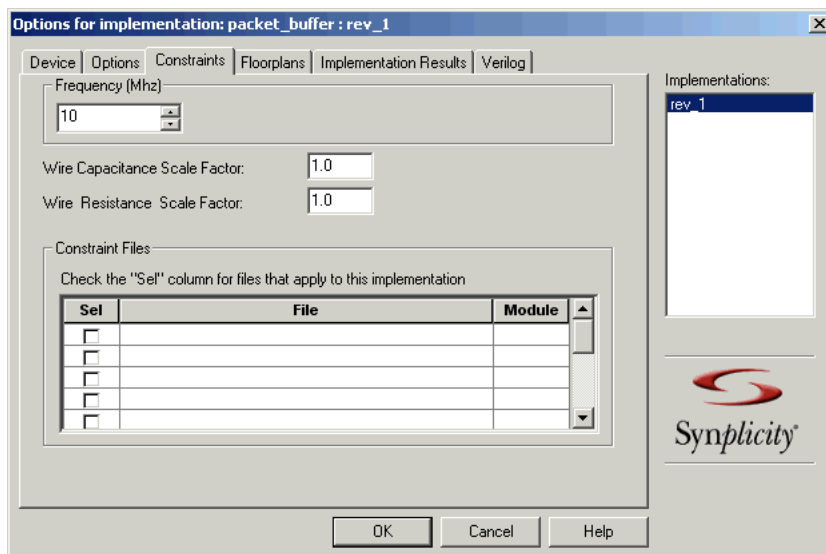 Options for implementation: packet_buffer : rev_1
Device
Options
Constraints
Floorplans
Implementation Results
Verilog
Frequency (Mhz)
10
Wire Capacitance Scale Factor:
1.0
Wire Resistance Scale Factor:
1.0
Constraint Files
Check the "Sel" column for files that apply to this implementation
Sel
File
Module
Implementations:
rev_1
Synplicity®
OK
Cancel
Help